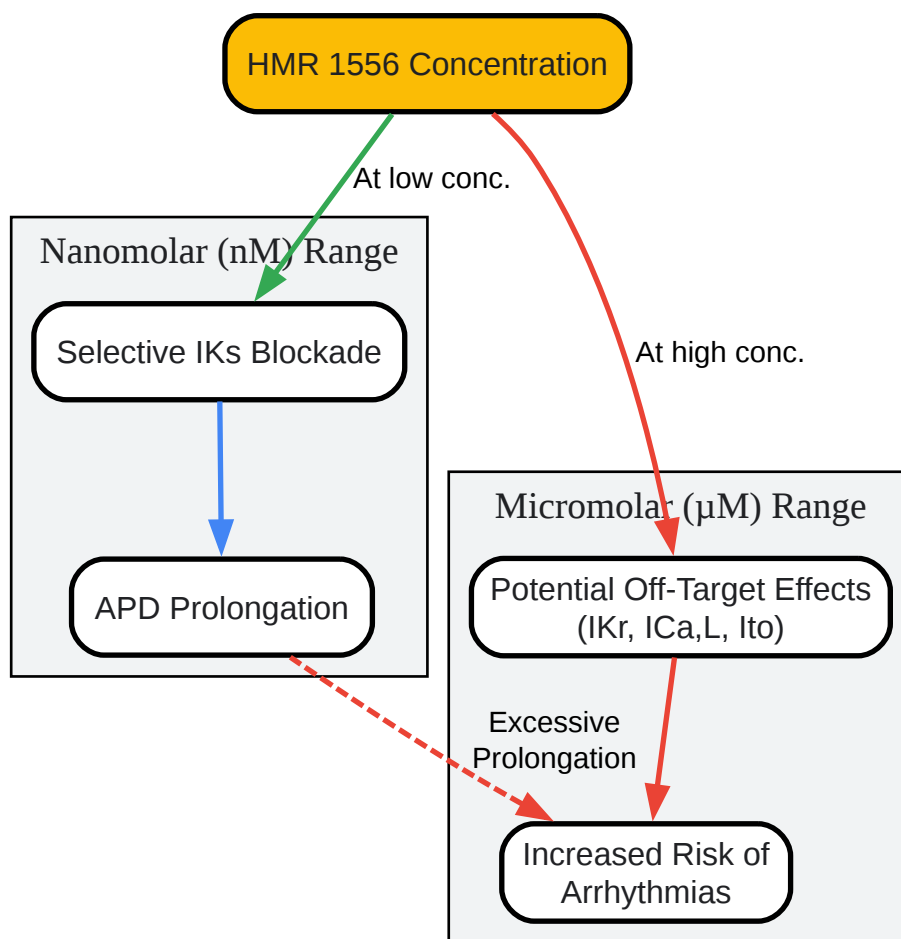 HMR 1556 Concentration
At low conc.
Nanomolar (nM) Range
Selective IKs Blockade
At high conc.
Micromolar (µM) Range
APD Prolongation
Potential Off-Target Effects
(IKr, ICa,L, Ito)
Excessive
Prolongation
Increased Risk of
Arrhythmias